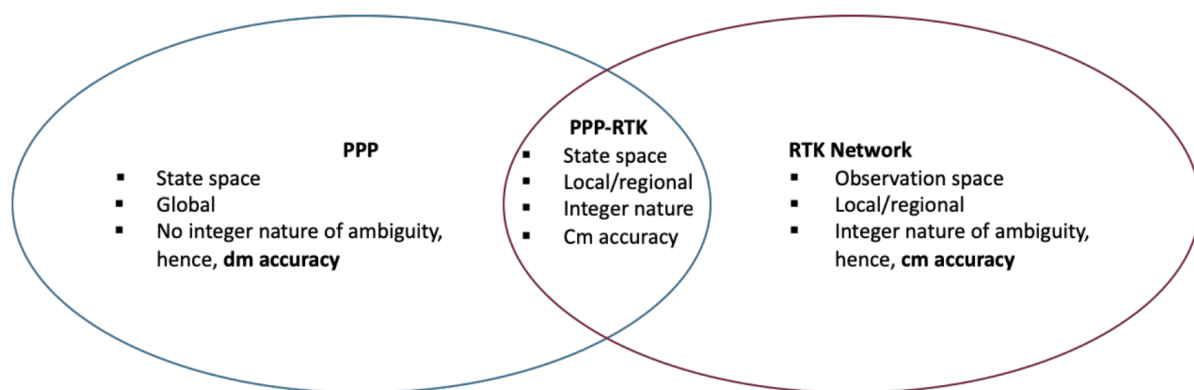 PPP
▪ State space
▪ Global
▪ No integer nature of ambiguity,
hence, dm accuracy
PPP-RTK
▪ State space
▪ Local/regional
▪ Integer nature
▪ Cm accuracy
RTK Network
▪ Observation space
▪ Local/regional
▪ Integer nature of ambiguity,
hence, cm accuracy